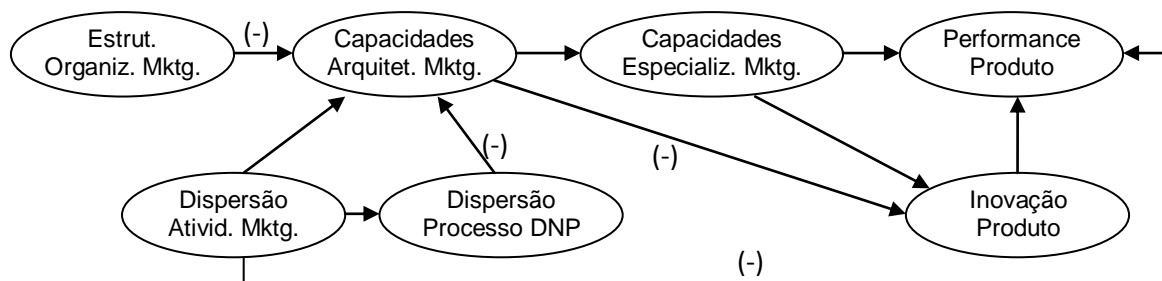 Estrut.
Organiz. Mktg.
(-)
Capacidades
Arquitet. Mktg.
Capacidades
Especializ. Mktg.
Performance
Produto
(-)
(-)
Dispersão
Ativid. Mktg.
Dispersão
Processo DNP
Inovação
Produto
(-)